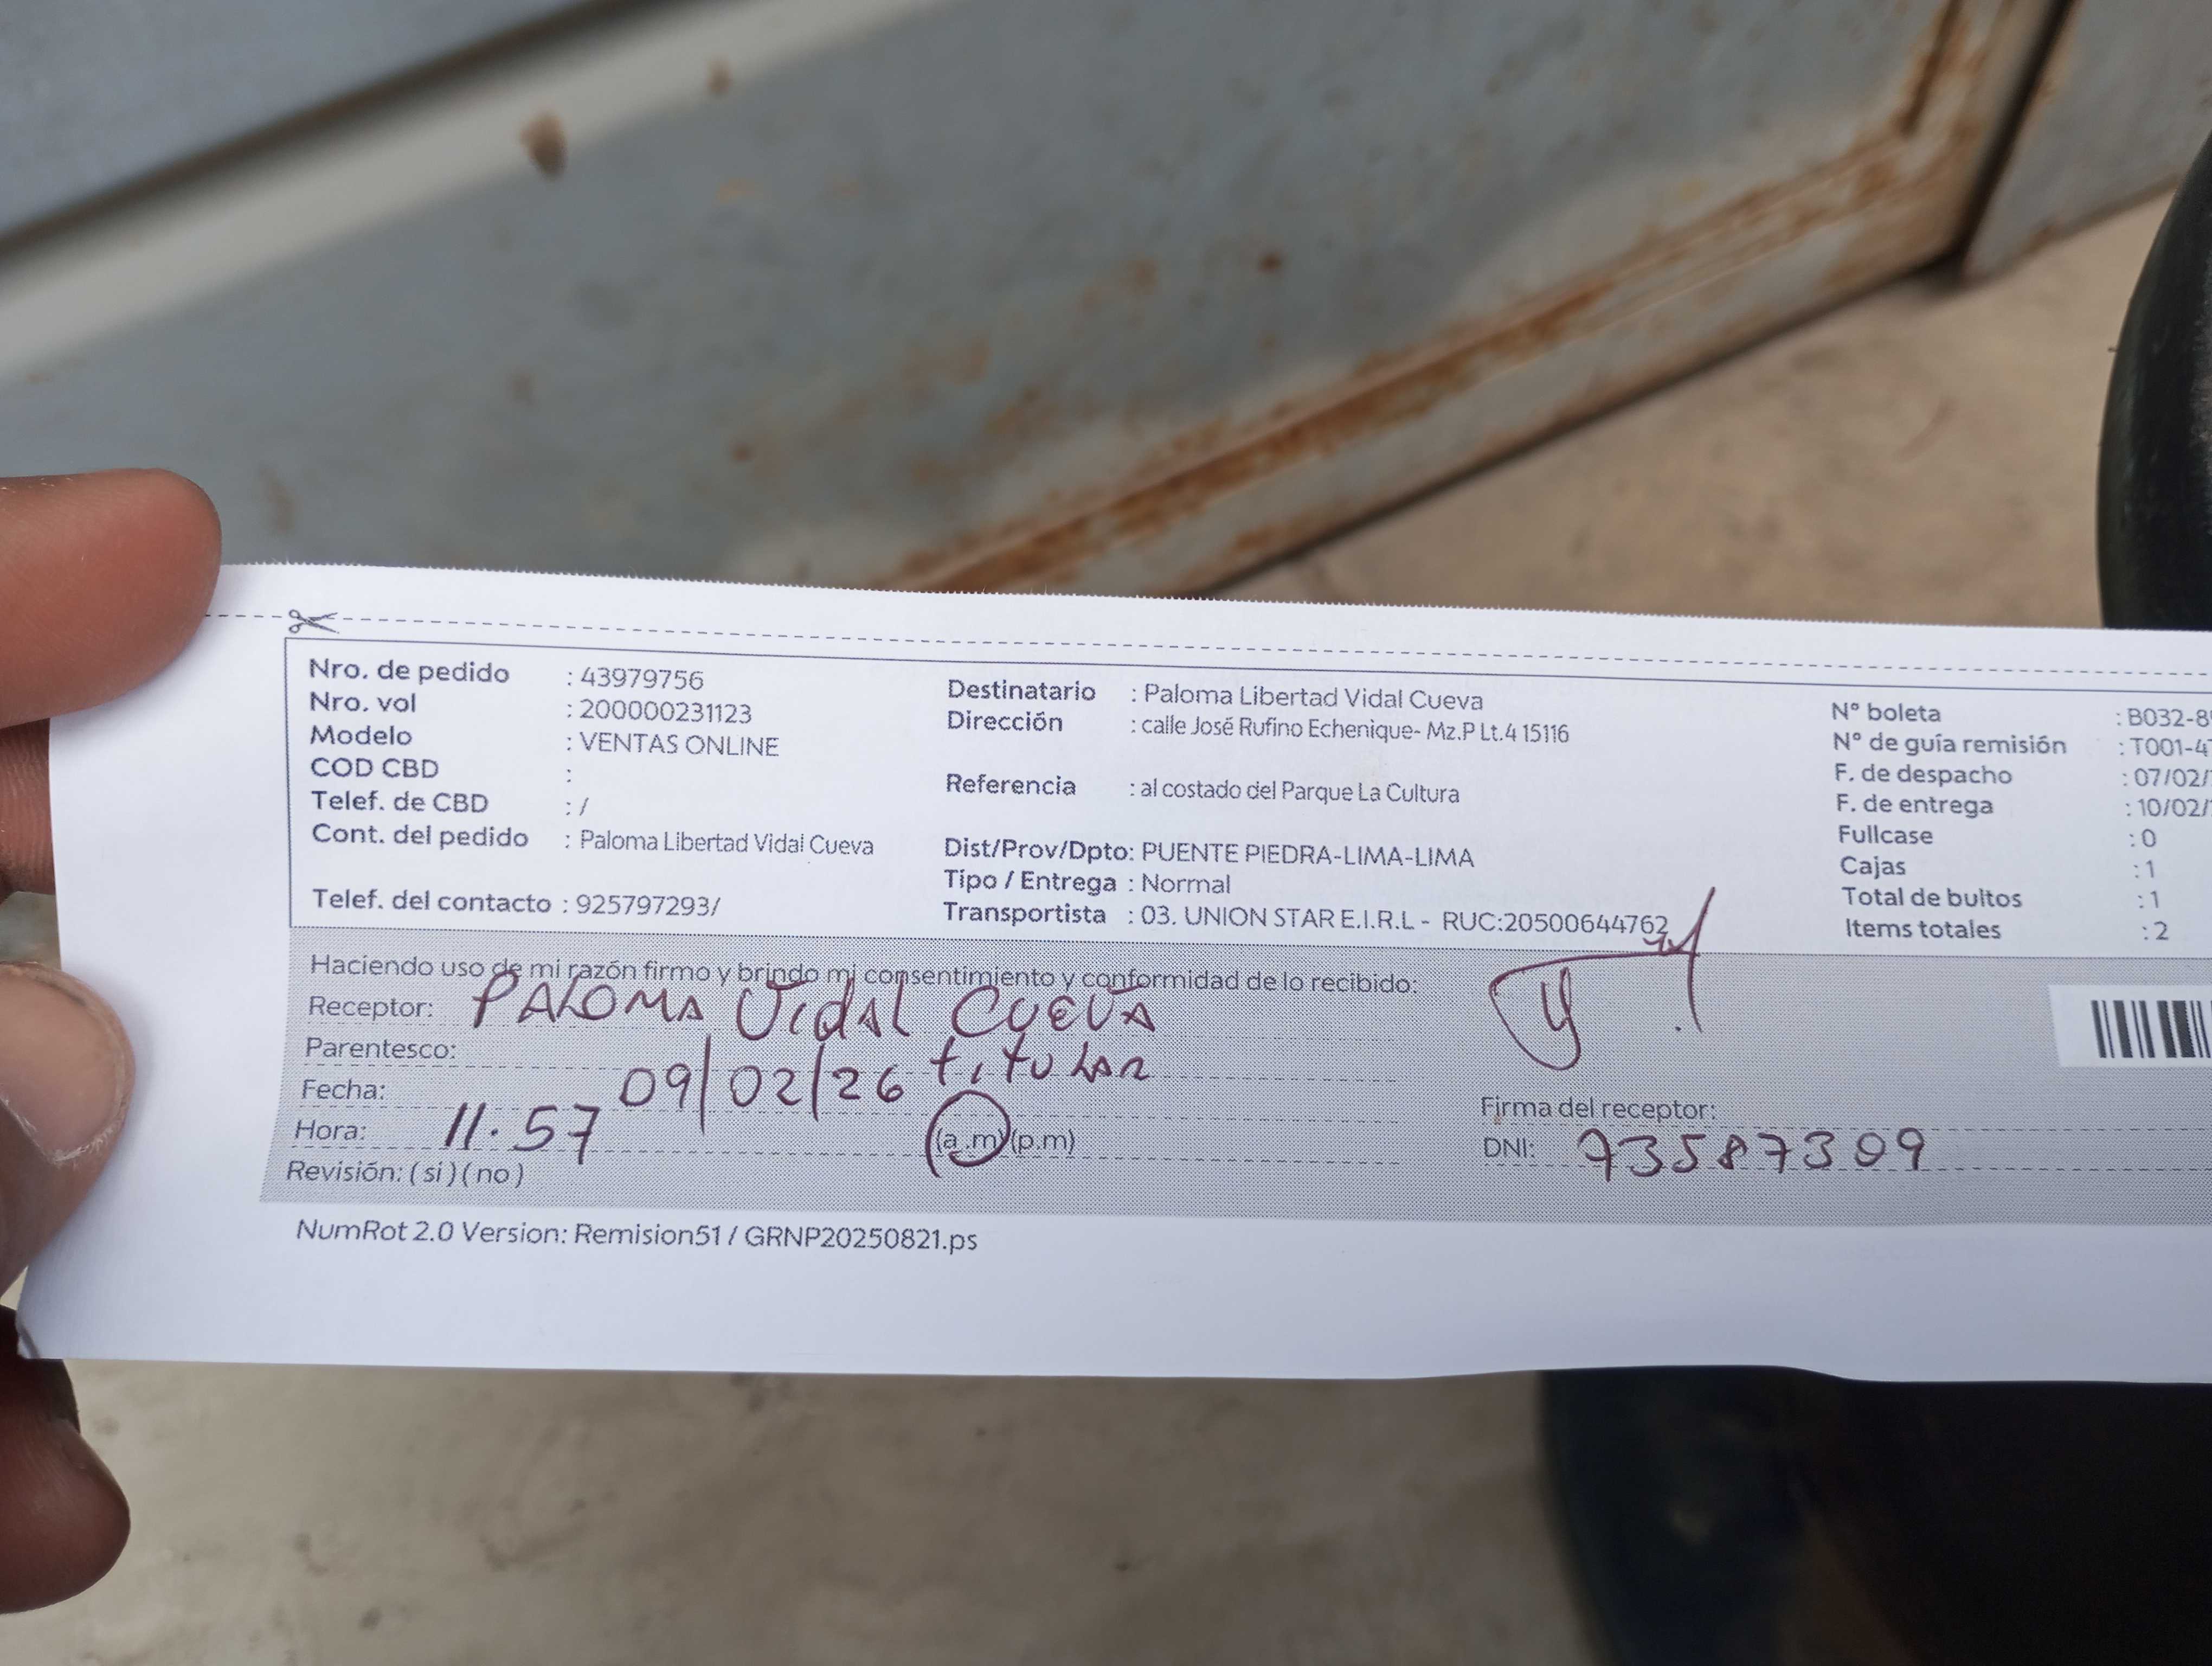 Nro. de pedido : 43979756
Nro. vol : 200000231123
Modelo : VENTAS ONLINE
COD CBD :
Telef. de CBD : /
Cont. del pedido : Paloma Libertad Vidal Cueva
Telef. del contacto : 925797293/
Destinatario : Paloma Libertad Vidal Cueva
Dirección : calle José Rufino Echenique- Mz.P Lt.4 15116
Referencia : al costado del Parque La Cultura
Dist/Prov/Dpto: PUENTE PIEDRA-LIMA-LIMA
Tipo / Entrega : Normal
Transportista : 03. UNION STAR E.I.R.L - RUC:20500644762
N° boleta : B032-8
N° de guía remisión : T001-4
F. de despacho : 07/02/
F. de entrega : 10/02/
Fullcase : 0
Cajas : 1
Total de bultos : 1
Items totales : 2
Haciendo uso de mi razón firmo y brindo mi consentimiento y conformidad de lo recibido:
Receptor: PALOMA VIdAL CUEVA
Parentesco: tituLAR
Fecha: 09/02/26
Hora: 11.57 (a.m) (p.m)
Revisión: (si) (no)
Firma del receptor:
DNI: 73587309
NumRot 2.0 Version: Remision51 / GRNP20250821.ps